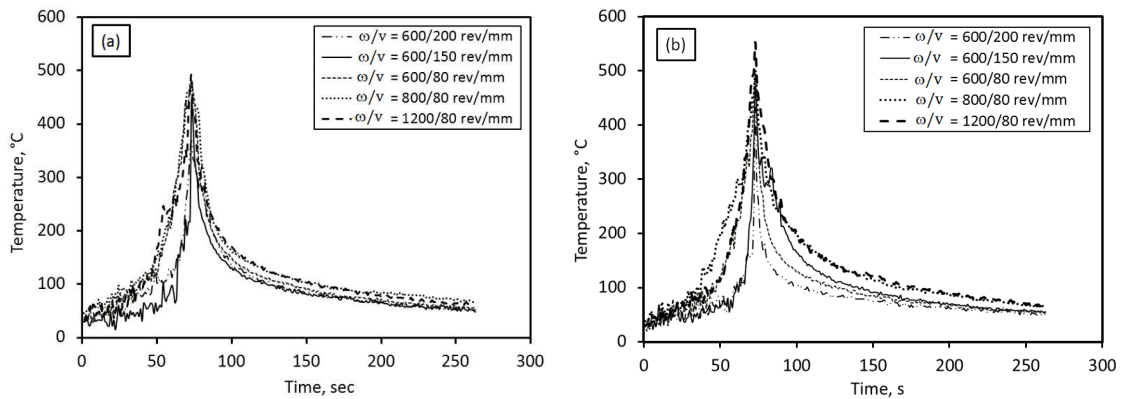 (a)
Temperature, °C
600
500
400
300
200
100
0
ω/v = 600/200 rev/mm
ω/v = 600/150 rev/mm
ω/v = 600/80 rev/mm
ω/v = 800/80 rev/mm
ω/v = 1200/80 rev/mm
0 50 100 150 200 250 300
Time, sec
(b)
Temperature, °C
600
500
400
300
200
100
0
ω/v = 600/200 rev/mm
ω/v = 600/150 rev/mm
ω/v = 600/80 rev/mm
ω/v = 800/80 rev/mm
ω/v = 1200/80 rev/mm
0 50 100 150 200 250 300
Time, s